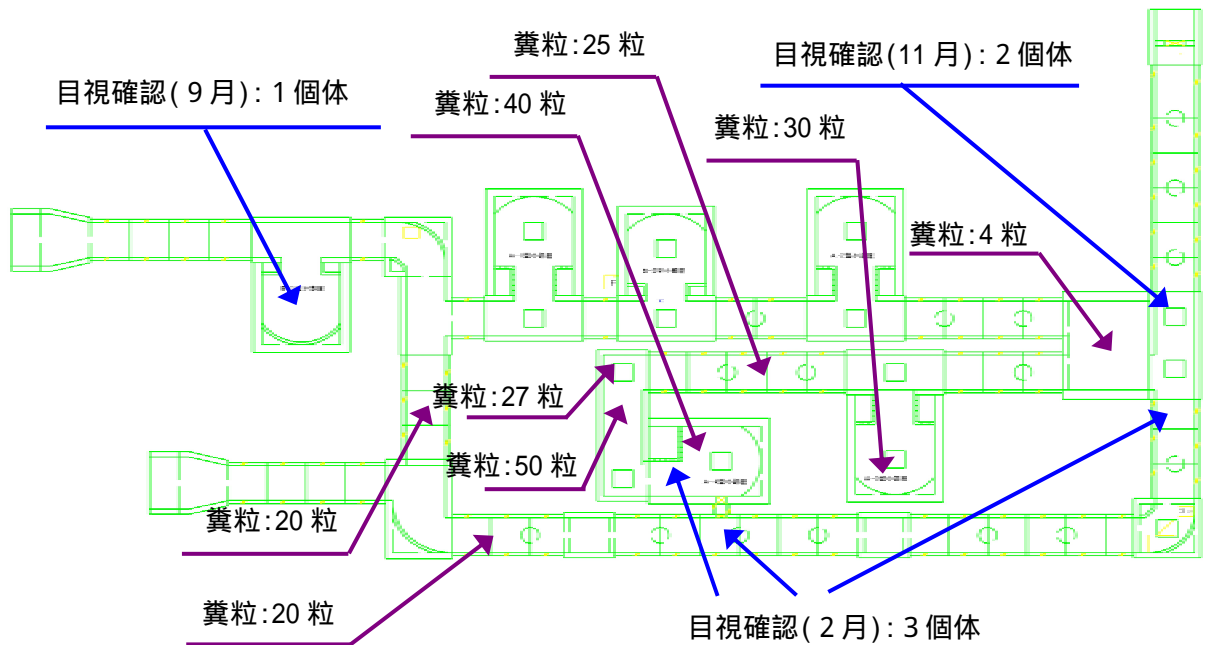 糞粒:25 粒
目視確認(11 月) : 2 個体
目視確認( 9 月) : 1 個体
糞粒:40 粒
糞粒:30 粒
糞粒:4 粒
糞粒:27 粒
糞粒:50 粒
糞粒:20 粒
糞粒:20 粒
目視確認( 2 月) : 3 個体